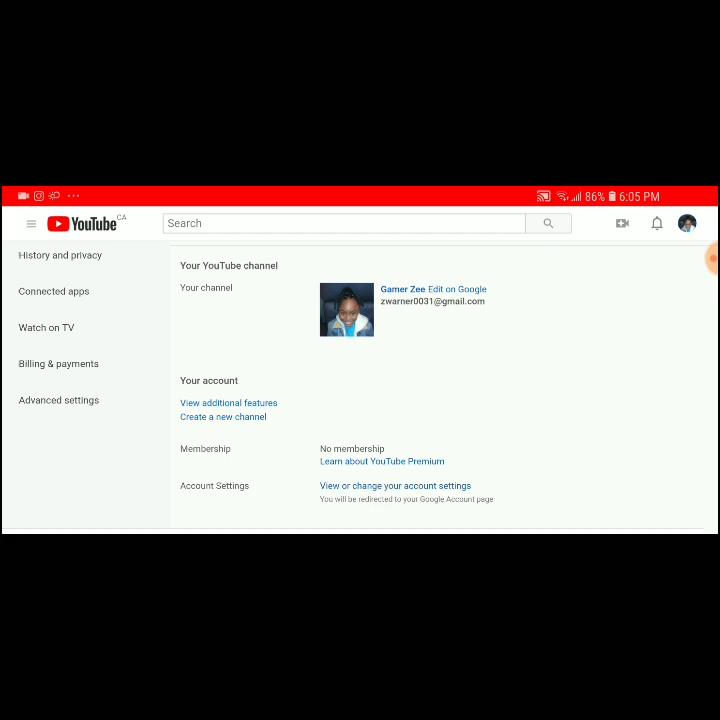 86% 6:05 PM
YouTube CA
Search
History and privacy
Connected apps
Watch on TV
Billing & payments
Advanced settings
Your YouTube channel
Your channel
Gamer Zee Edit on Google
zwarner0031@gmail.com
Your account
View additional features
Create a new channel
Membership
No membership
Learn about YouTube Premium
Account Settings
View or change your account settings
You will be redirected to your Google Account page